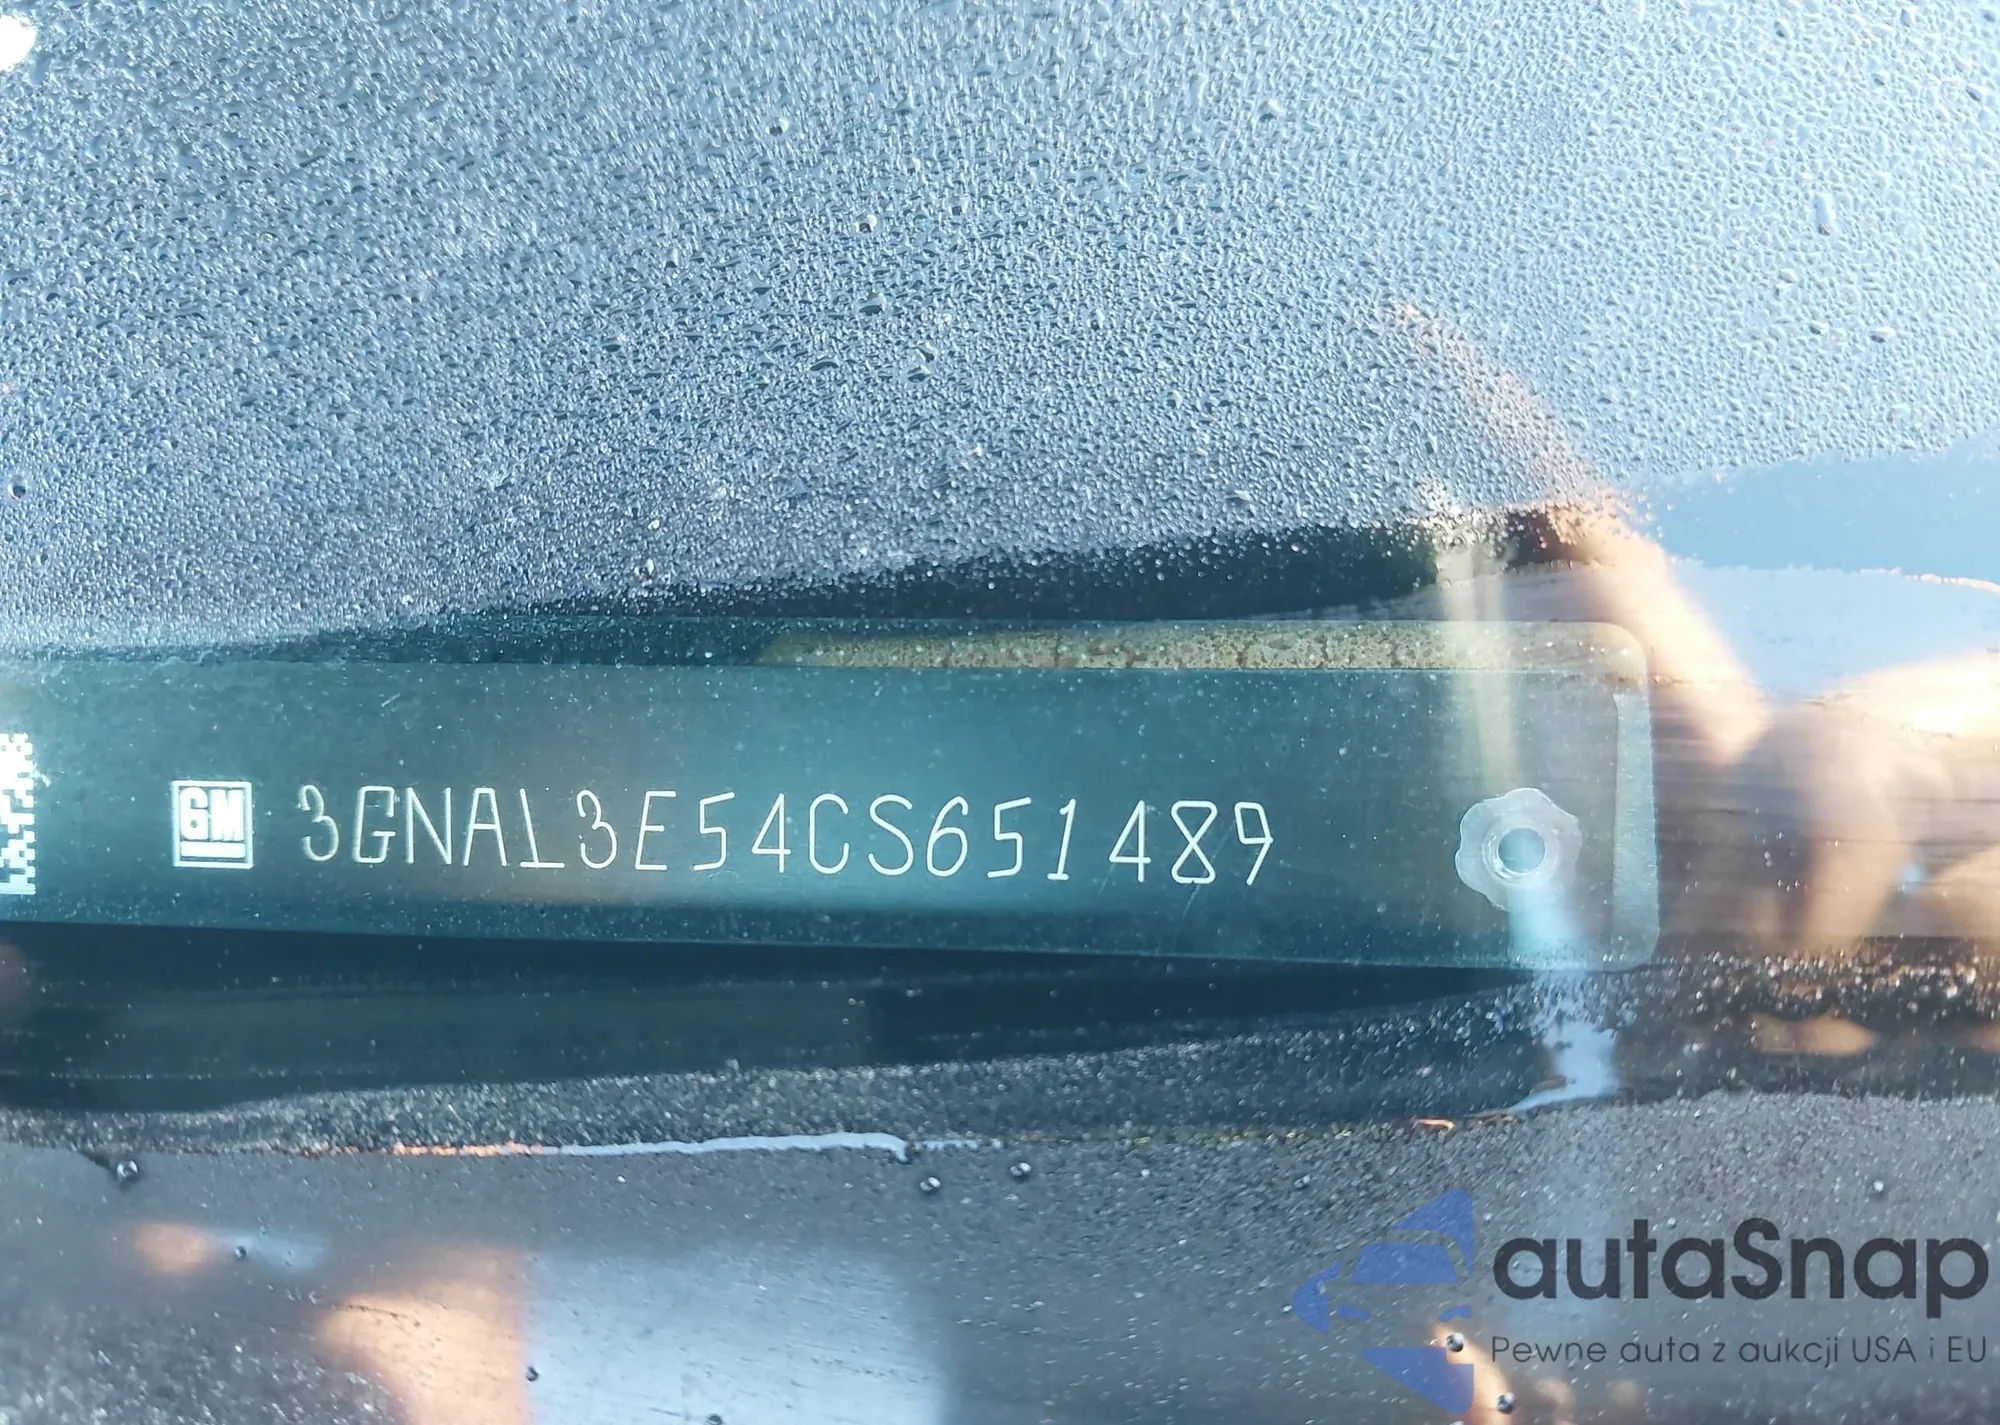 GM 3GNAL3E54CS651489
autaSnap
Pewne auta z aukcji USA i EU